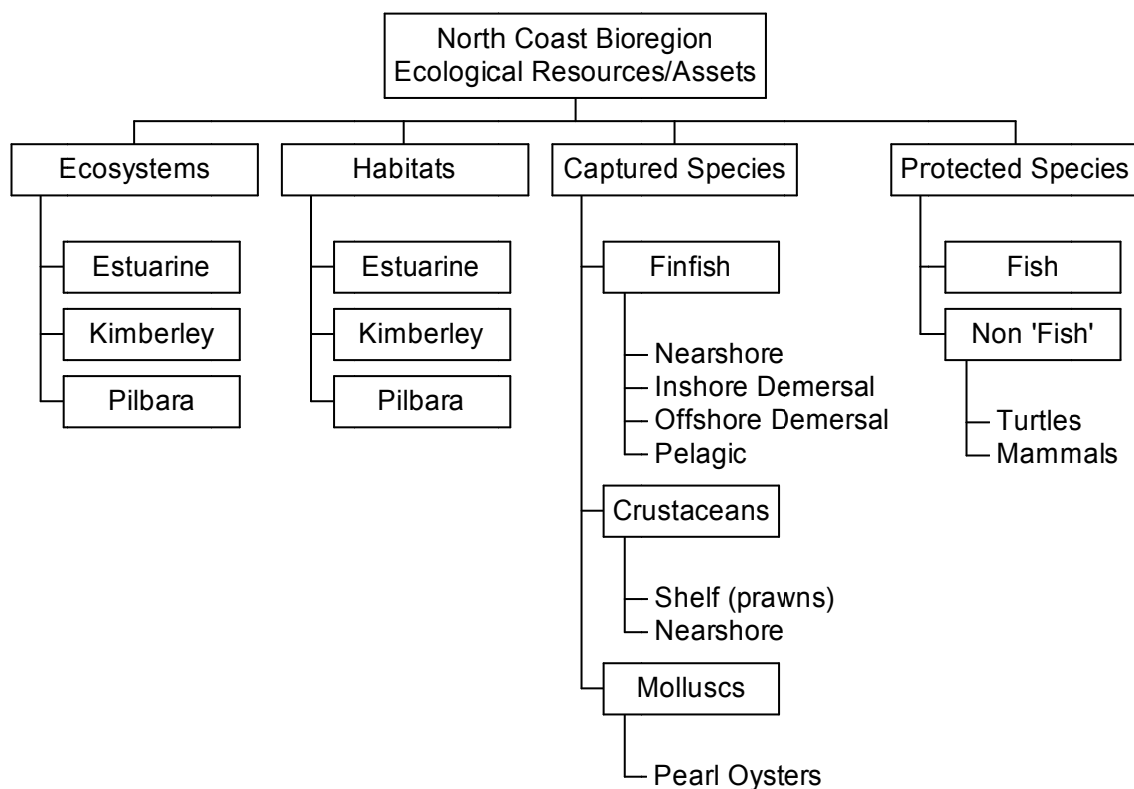 North Coast Bioregion
Ecological Resources/Assets
Ecosystems
Estuarine
Kimberley
Pilbara
Habitats
Estuarine
Kimberley
Pilbara
Captured Species
Finfish
Nearshore
Inshore Demersal
Offshore Demersal
Pelagic
Crustaceans
Shelf (prawns)
Nearshore
Molluscs
Pearl Oysters
Protected Species
Fish
Non 'Fish'
Turtles
Mammals